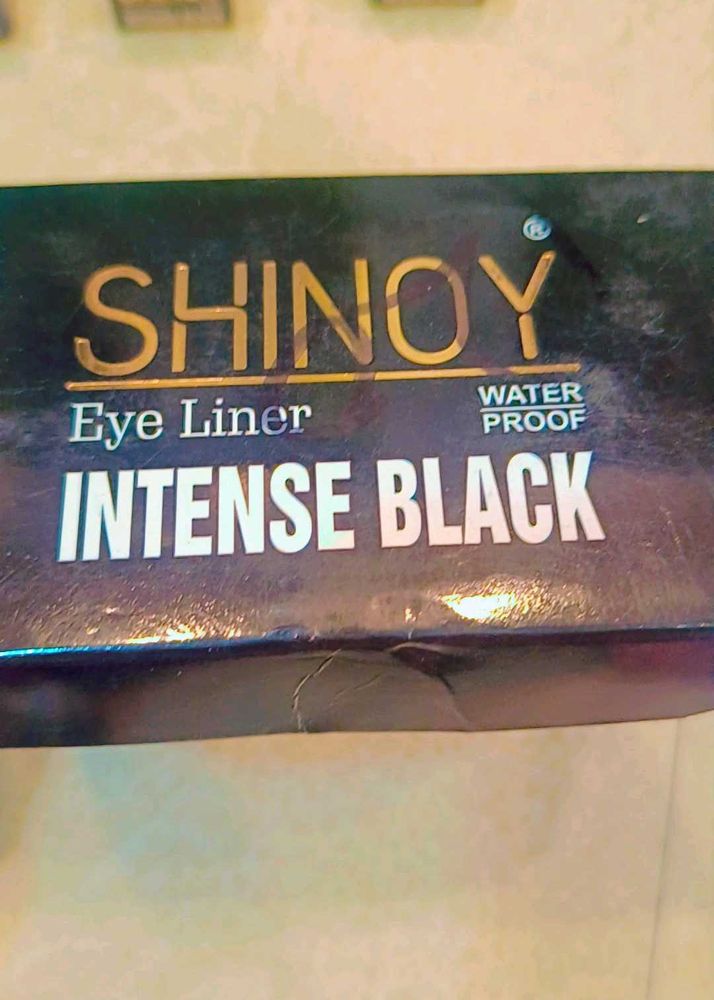 SHINOY®
Eye Liner
WATER
PROOF
INTENSE BLACK